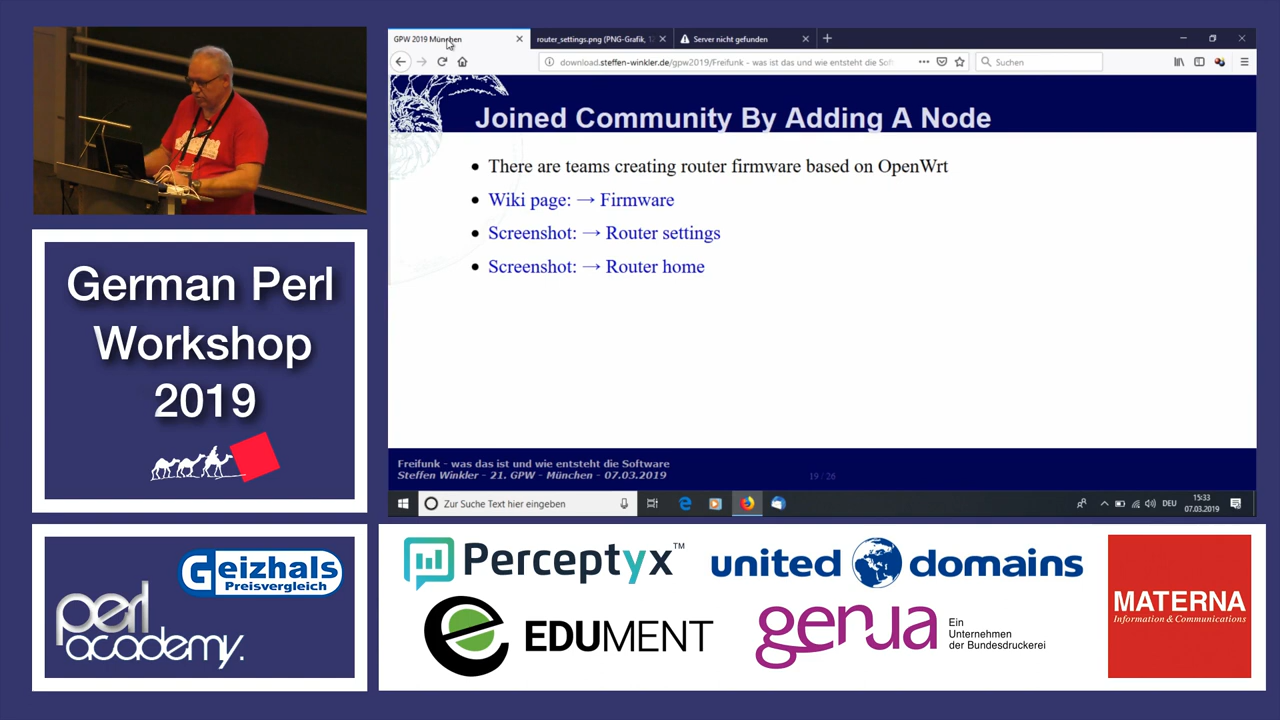 GPW 2019 München
router_settings.png (PNG-Grafik, 12
Server nicht gefunden
download.steffen-winkler.de/gpw2019/Freifunk - was das ist und wie entsteht die Sof
Suchen
Joined Community By Adding A Node
• There are teams creating router firmware based on OpenWrt
• Wiki page: → Firmware
• Screenshot: → Router settings
• Screenshot: → Router home
Freifunk - was das ist und wie entsteht die Software
Steffen Winkler - 21. GPW - München - 07.03.2019
19 / 26
Zur Suche Text hier eingeben
DEU
15:33
07.03.2019
German Perl
Workshop
2019
Geizhals
Preisvergleich
perl
academy.
Perceptyx™
united domains
EDUMENT
genua
Ein
Unternehmen
der Bundesdruckerei
MATERNA
Information & Communications